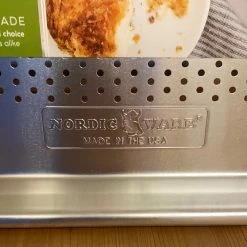 ADE
choice
alike
NORDIC WARE®
MADE IN THE USA